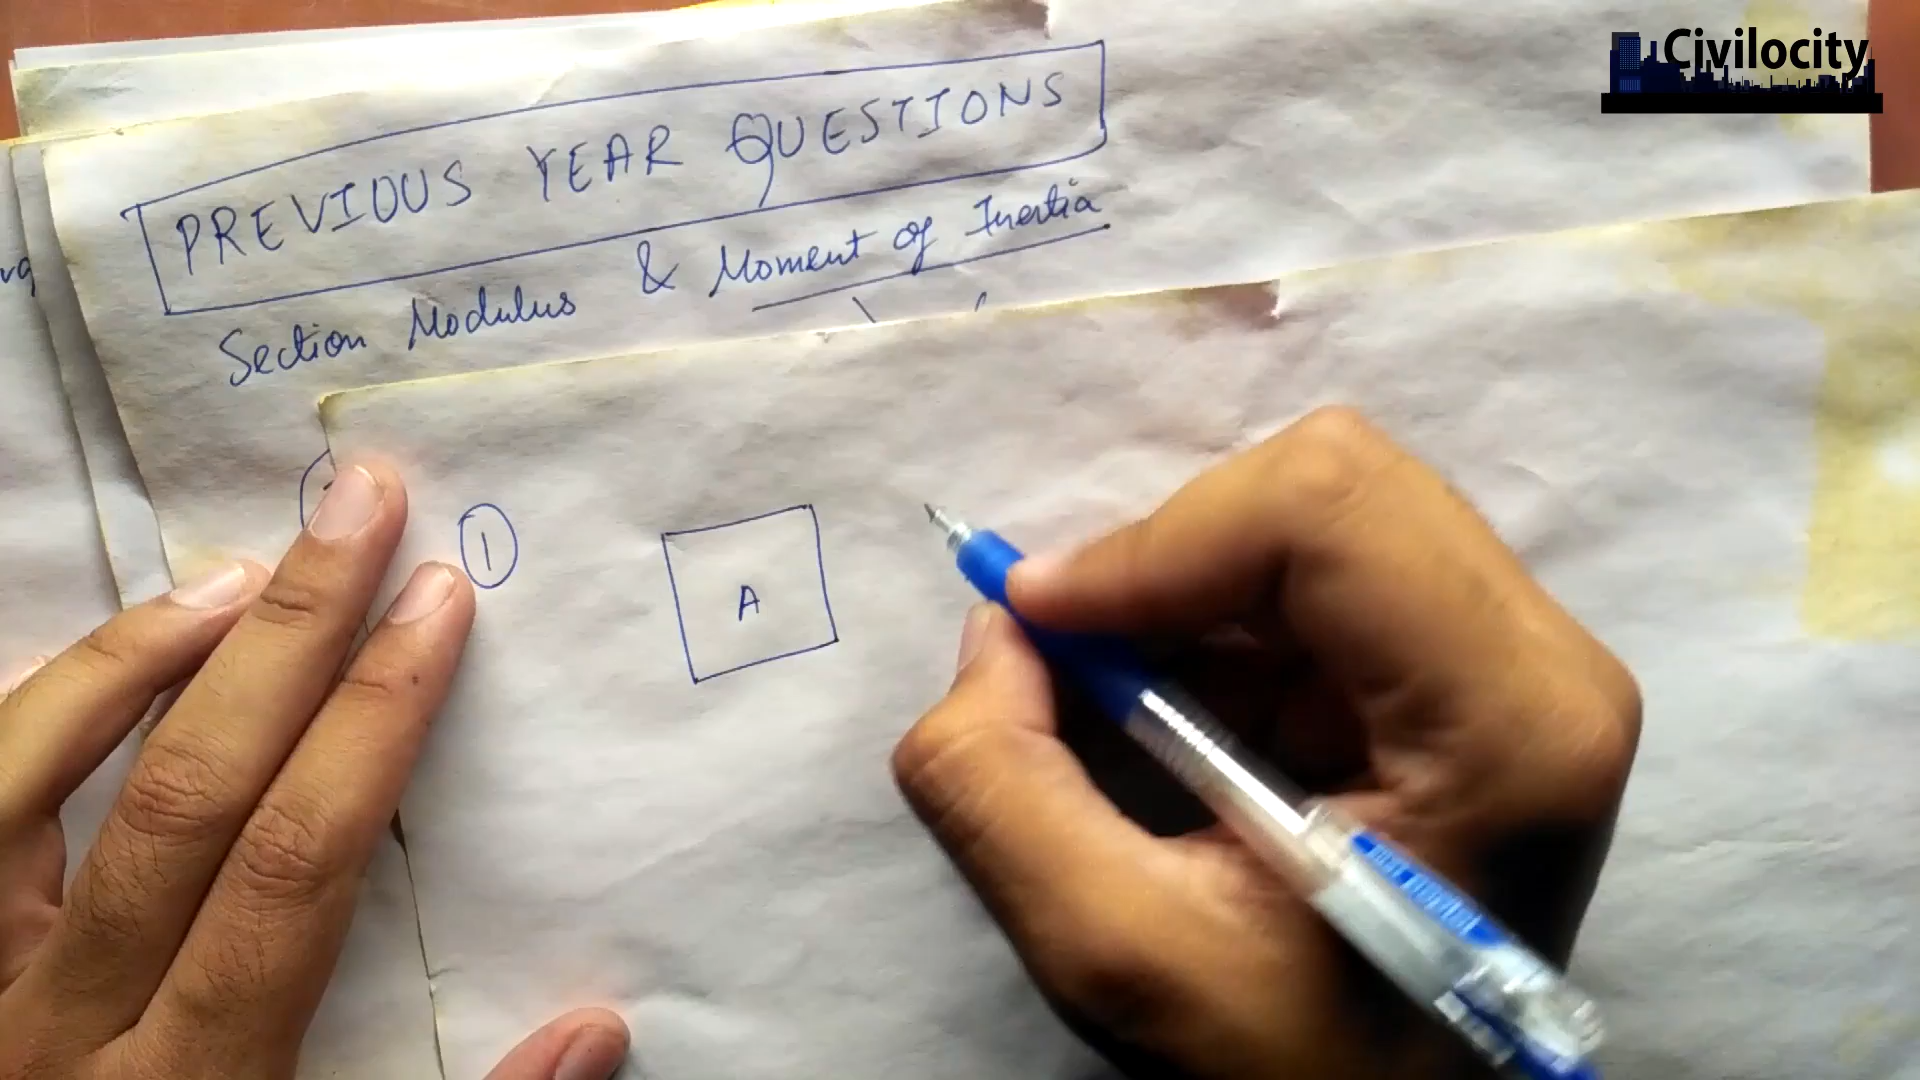 Civilocity
PREVIOUS YEAR QUESTIONS
Section Modulus & Moment of Inertia
1
A